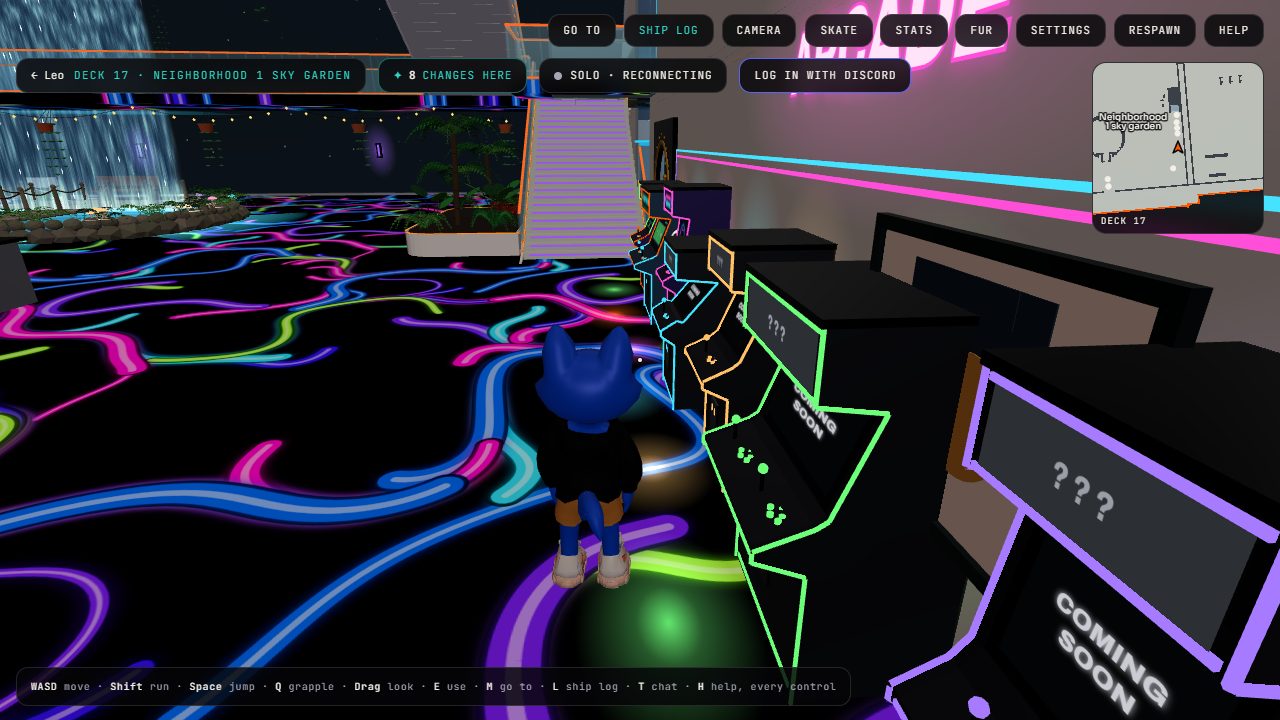 GO TO
SHIP LOG
CAMERA
SKATE
STATS
FUR
SETTINGS
RESPAWN
HELP
← Leo DECK 17 · NEIGHBORHOOD 1 SKY GARDEN
✦ 8 CHANGES HERE
SOLO · RECONNECTING
LOG IN WITH DISCORD
ARCADE
Neighborhood
1 sky garden
DECK 17
???
COMING
SOON
???
COMING
SOON
WASD move · Shift run · Space jump · Q grapple · Drag look · E use · M go to · L ship log · T chat · H help, every control